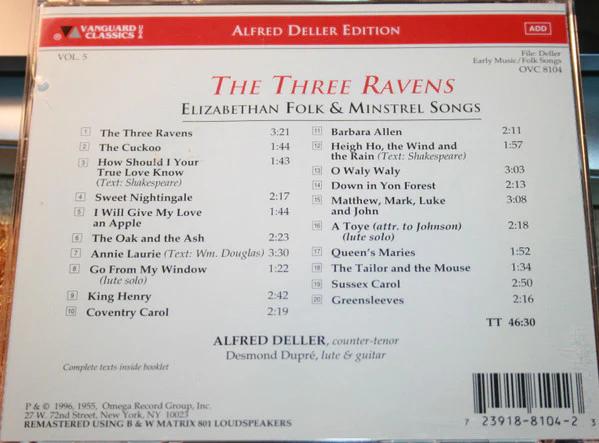 VANGUARD CLASSICS USA
ALFRED DELLER EDITION
ADD
VOL. 5
File: Deller
Early Music/Folk Songs
OVC 8104
THE THREE RAVENS
ELIZABETHAN FOLK & MINSTREL SONGS
1 The Three Ravens 3:21
2 The Cuckoo 1:44
3 How Should I Your 1:43
True Love Know
(Text: Shakespeare)
4 Sweet Nightingale 2:17
5 I Will Give My Love 1:44
an Apple
6 The Oak and the Ash 2:23
7 Annie Laurie (Text: Wm. Douglas) 3:30
8 Go From My Window 1:22
(lute solo)
9 King Henry 2:42
10 Coventry Carol 2:19
11 Barbara Allen 2:11
12 Heigh Ho, the Wind and 1:57
the Rain (Text: Shakespeare)
13 O Waly Waly 3:03
14 Down in Yon Forest 2:13
15 Matthew, Mark, Luke 3:08
and John
16 A Toye (attr. to Johnson) 2:18
(lute solo)
17 Queen's Maries 1:52
18 The Tailor and the Mouse 1:34
19 Sussex Carol 2:50
20 Greensleeves 2:16
TT 46:30
ALFRED DELLER, counter-tenor
Desmond Dupré, lute & guitar
Complete texts inside booklet
P & © 1996, 1955, Omega Record Group, Inc.
27 W. 72nd Street, New York, NY 10023
REMASTERED USING B & W MATRIX 801 LOUDSPEAKERS
7 23918-8104-2 3